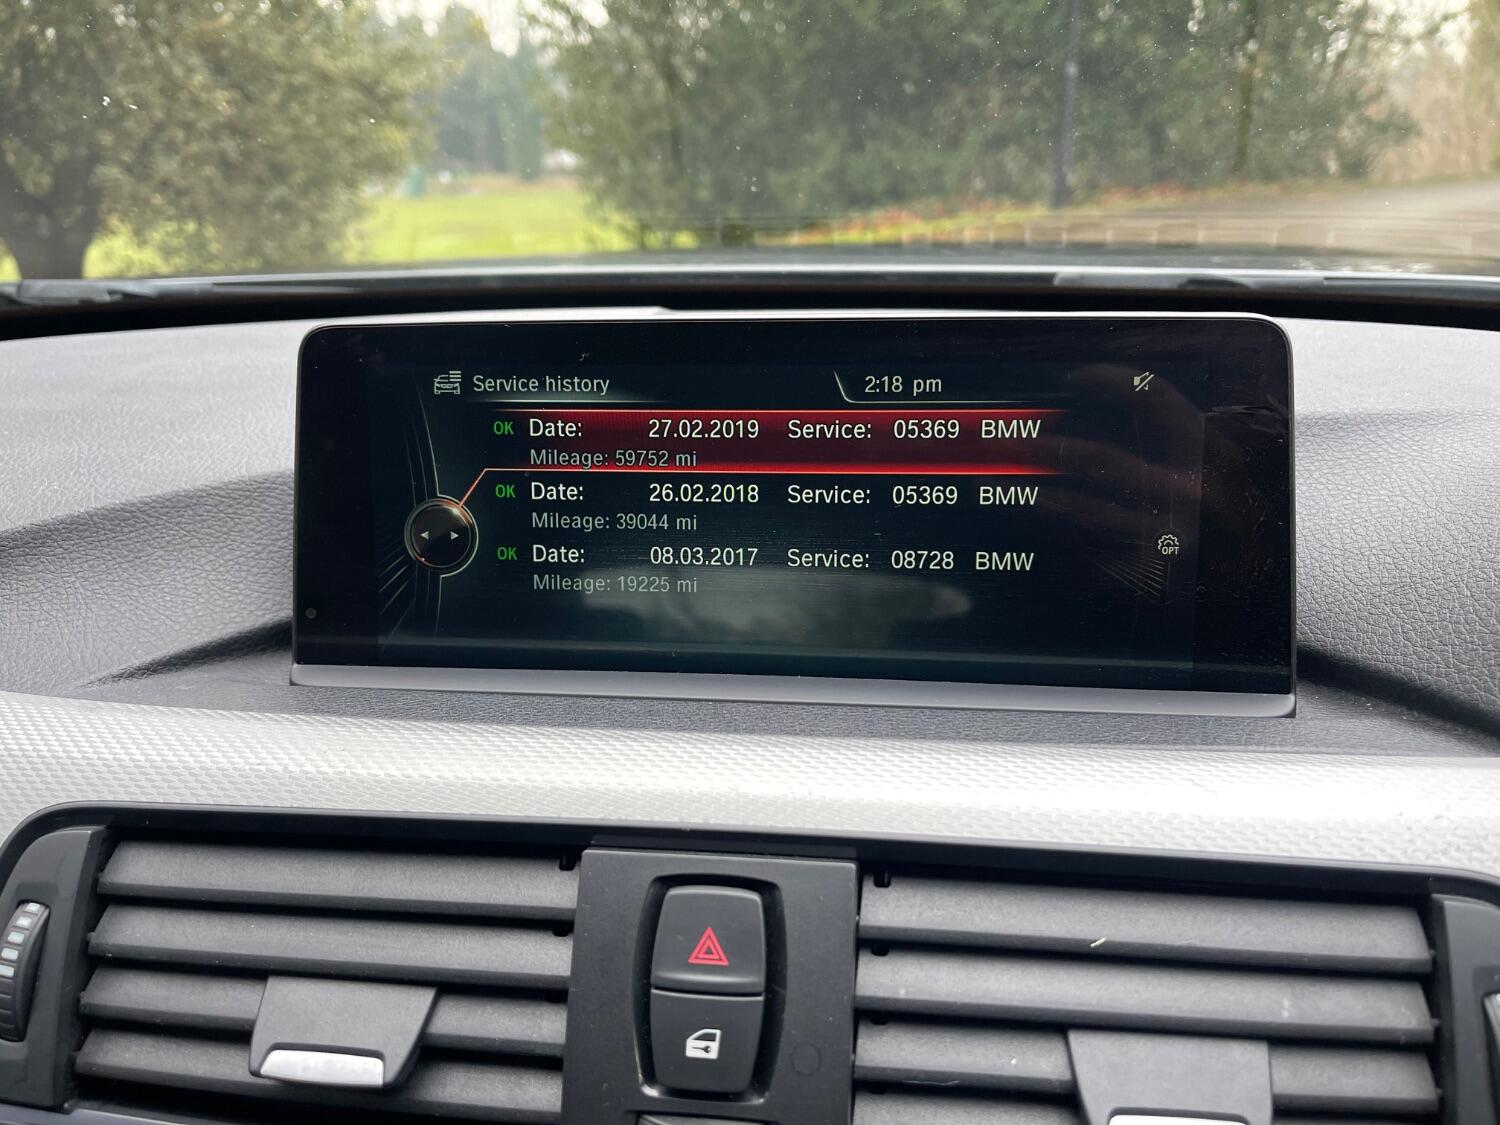 Service history 2:18 pm
OK Date: 27.02.2019 Service: 05369 BMW
Mileage: 59752 mi
OK Date: 26.02.2018 Service: 05369 BMW
Mileage: 39044 mi
OK Date: 08.03.2017 Service: 08728 BMW
Mileage: 19225 mi
OPT